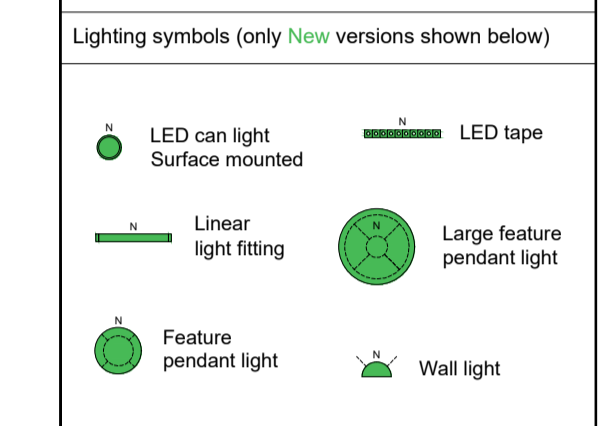 Lighting symbols (only New versions shown below)
N
LED can light
Surface mounted
N
LED tape
N
Linear
light fitting
N
Large feature
pendant light
N
Feature
pendant light
N
Wall light